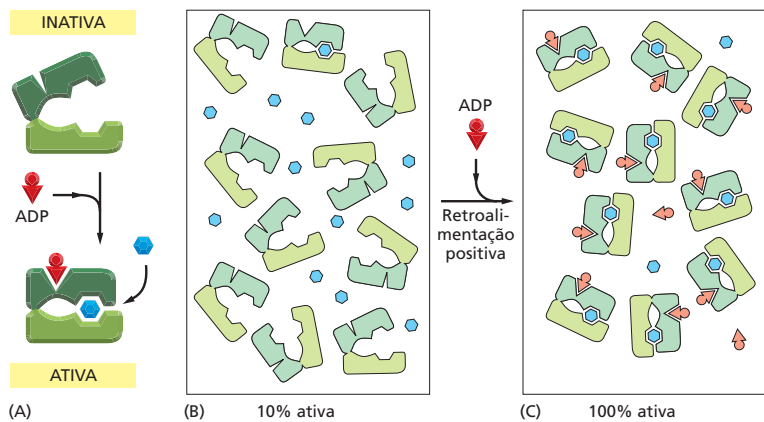 INATIVA
ADP
ATIVA
(A)
(B)
10% ativa
ADP
Retroali-
mentação
positiva
(C)
100% ativa